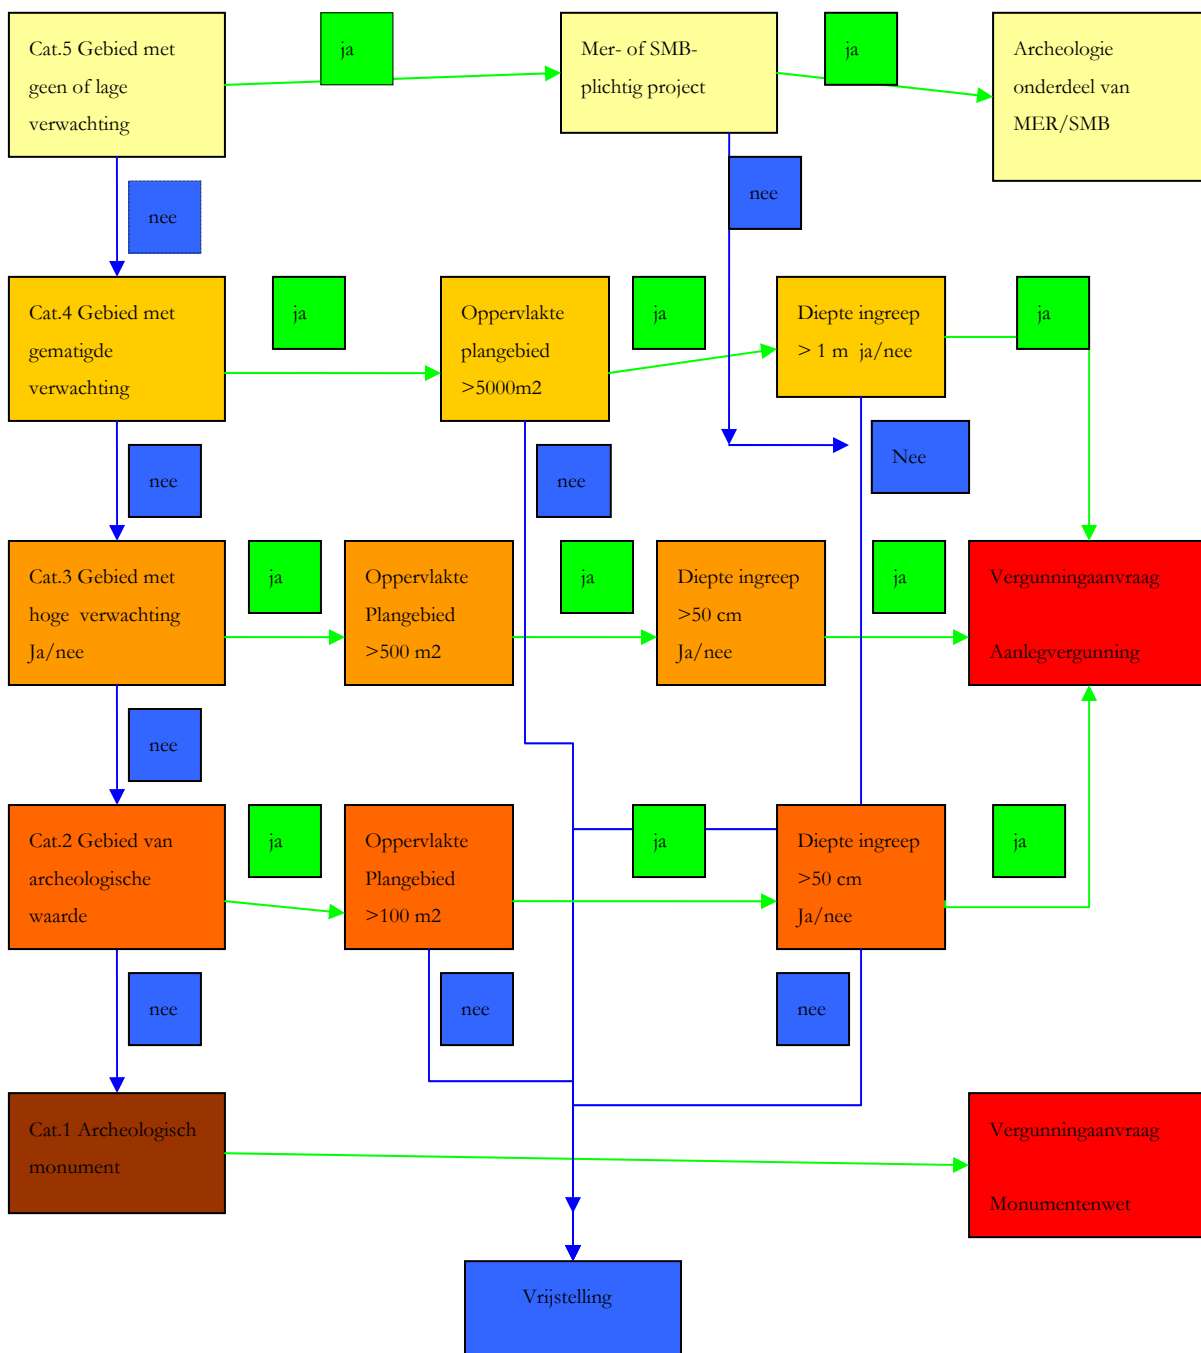 Cat.5 Gebied met
geen of lage
verwachting
ja
Mer- of SMB-
plichtig project
ja
Archeologie
onderdeel van
MER/SMB
nee
nee
Cat.4 Gebied met
gematigde
verwachting
ja
Oppervlakte
plangebied
>5000m2
ja
Diepte ingreep
> 1 m ja/nee
ja
nee
nee
Nee
Cat.3 Gebied met
hoge verwachting
Ja/nee
ja
Oppervlakte
Plangebied
>500 m2
ja
Diepte ingreep
>50 cm
Ja/nee
ja
Vergunningaanvraag
Aanlegvergunning
nee
Cat.2 Gebied van
archeologische
waarde
ja
Oppervlakte
Plangebied
>100 m2
ja
Diepte ingreep
>50 cm
Ja/nee
ja
nee
nee
nee
Cat.1 Archeologisch
monument
Vergunningaanvraag
Monumentenwet
Vrijstelling